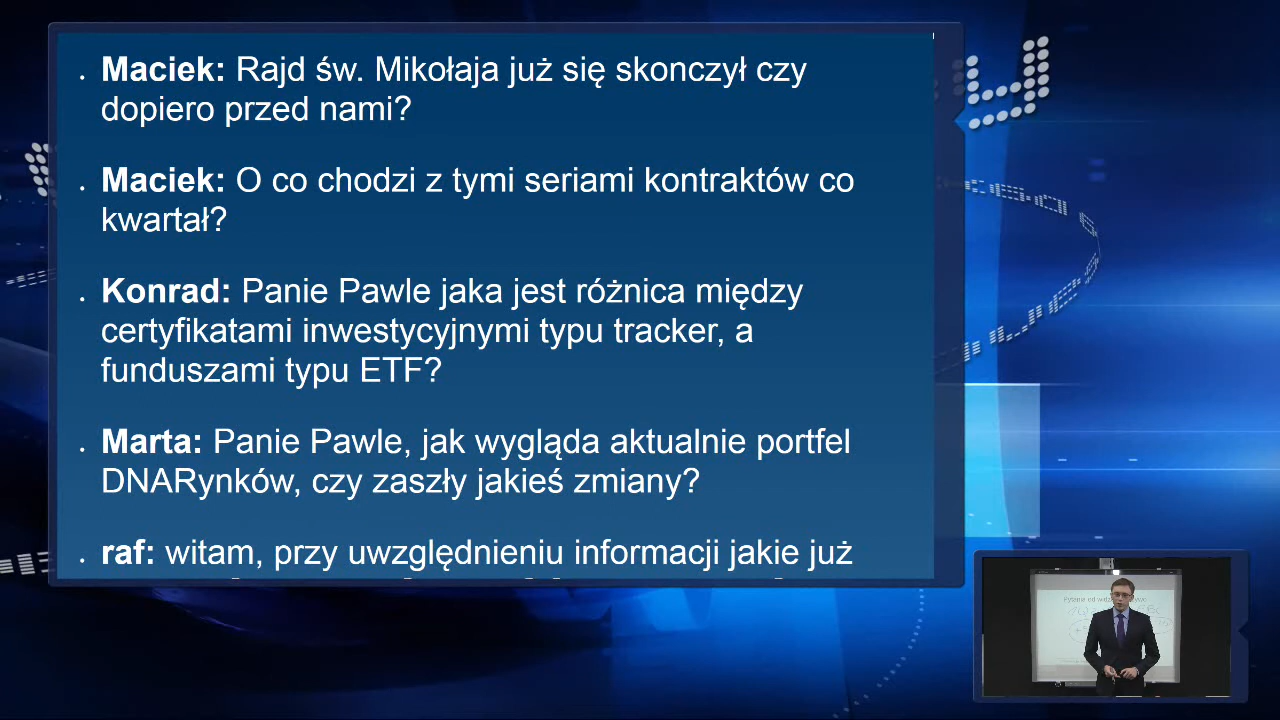 Maciek: Rajd św. Mikołaja już się skonczył czy
dopiero przed nami?
Maciek: O co chodzi z tymi seriami kontraktów co
kwartał?
Konrad: Panie Pawle jaka jest różnica między
certyfikatami inwestycyjnymi typu tracker, a
funduszami typu ETF?
Marta: Panie Pawle, jak wygląda aktualnie portfel
DNARynków, czy zaszły jakieś zmiany?
raf: witam, przy uwzględnieniu informacji jakie już
Pytania od